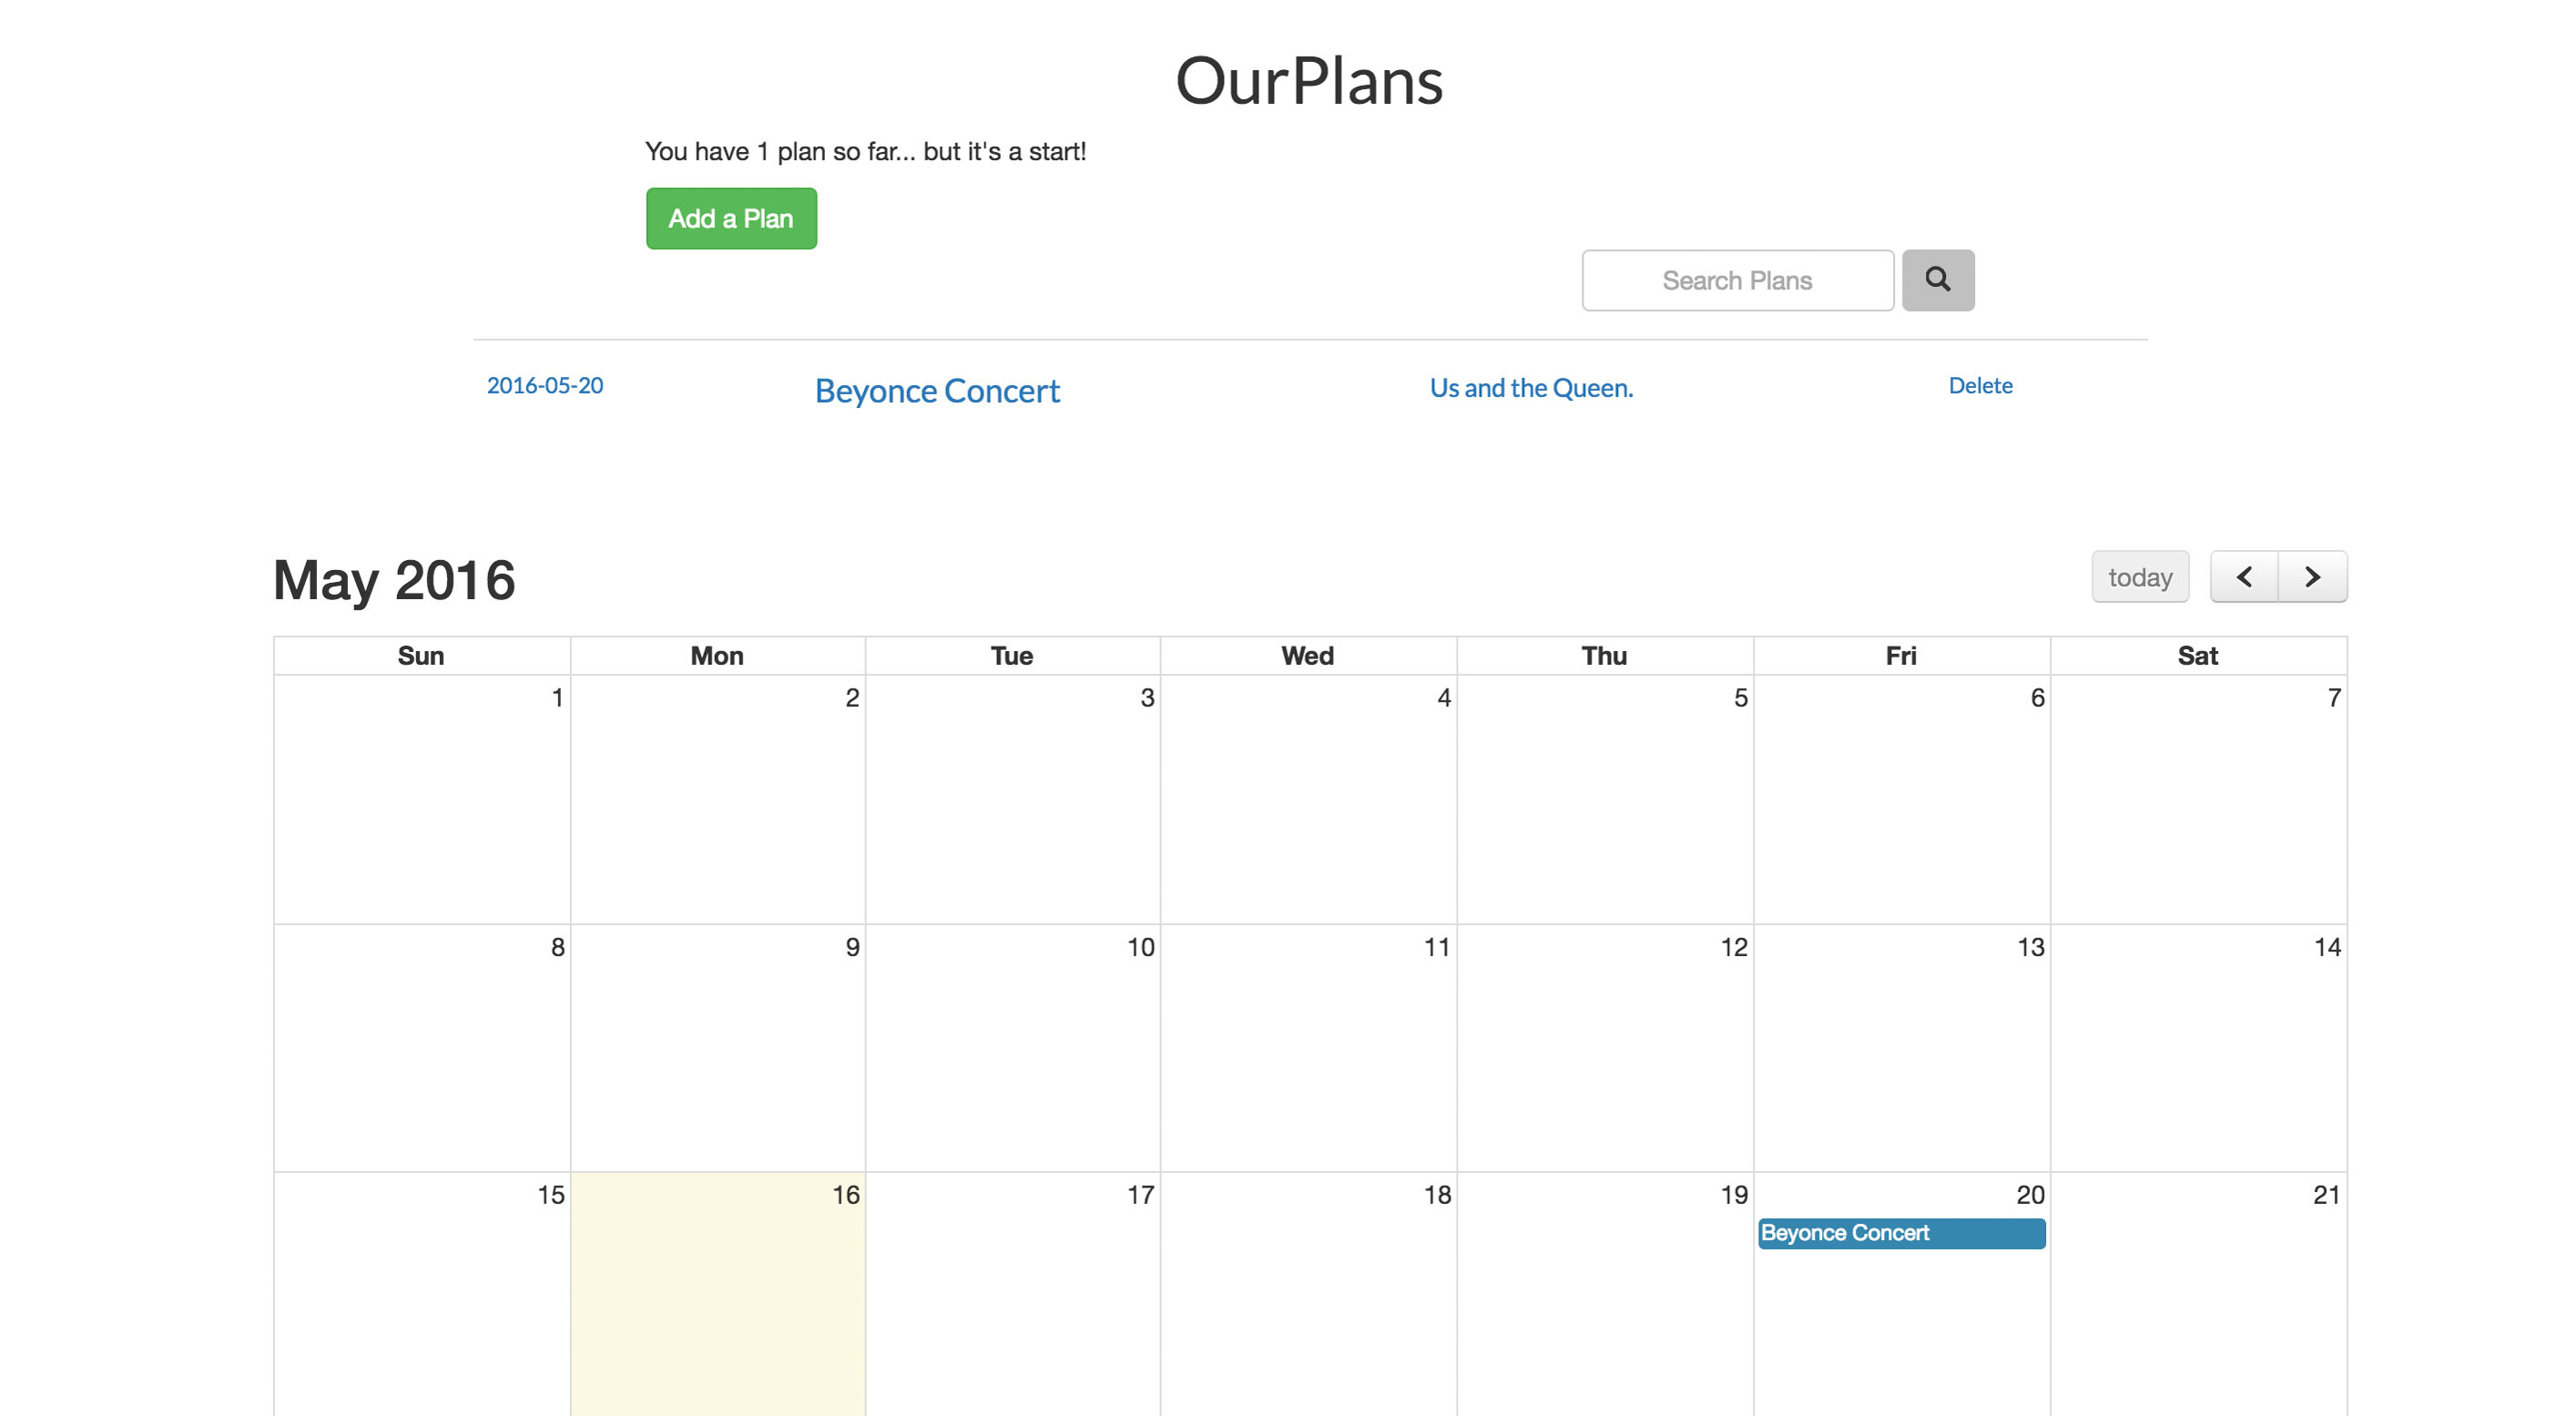 OurPlans
You have 1 plan so far... but it's a start!
Add a Plan
Search Plans
2016-05-20 Beyonce Concert Us and the Queen. Delete
May 2016 today
Sun Mon Tue Wed Thu Fri Sat
1 2 3 4 5 6 7
8 9 10 11 12 13 14
15 16 17 18 19 20 21
Beyonce Concert